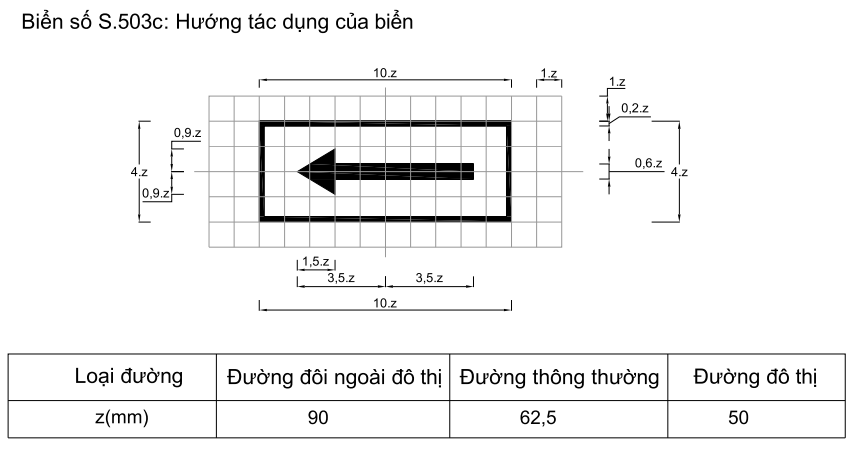 Biển số S.503c: Hướng tác dụng của biển
10.z
1.z
1.z
0,2.z
0,9.z
4.z
0,6.z
4.z
0,9.z
1,5.z
3,5.z
3,5.z
10.z
Loại đường Đường đôi ngoài đô thị Đường thông thường Đường đô thị
z(mm) 90 62,5 50